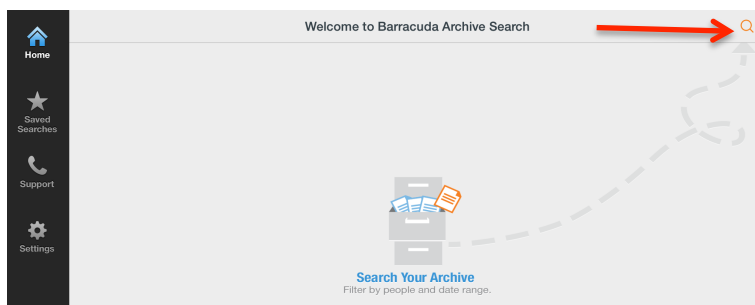 Welcome to Barracuda Archive Search
Home
Saved
Searches
Support
Settings
Search Your Archive
Filter by people and date range.